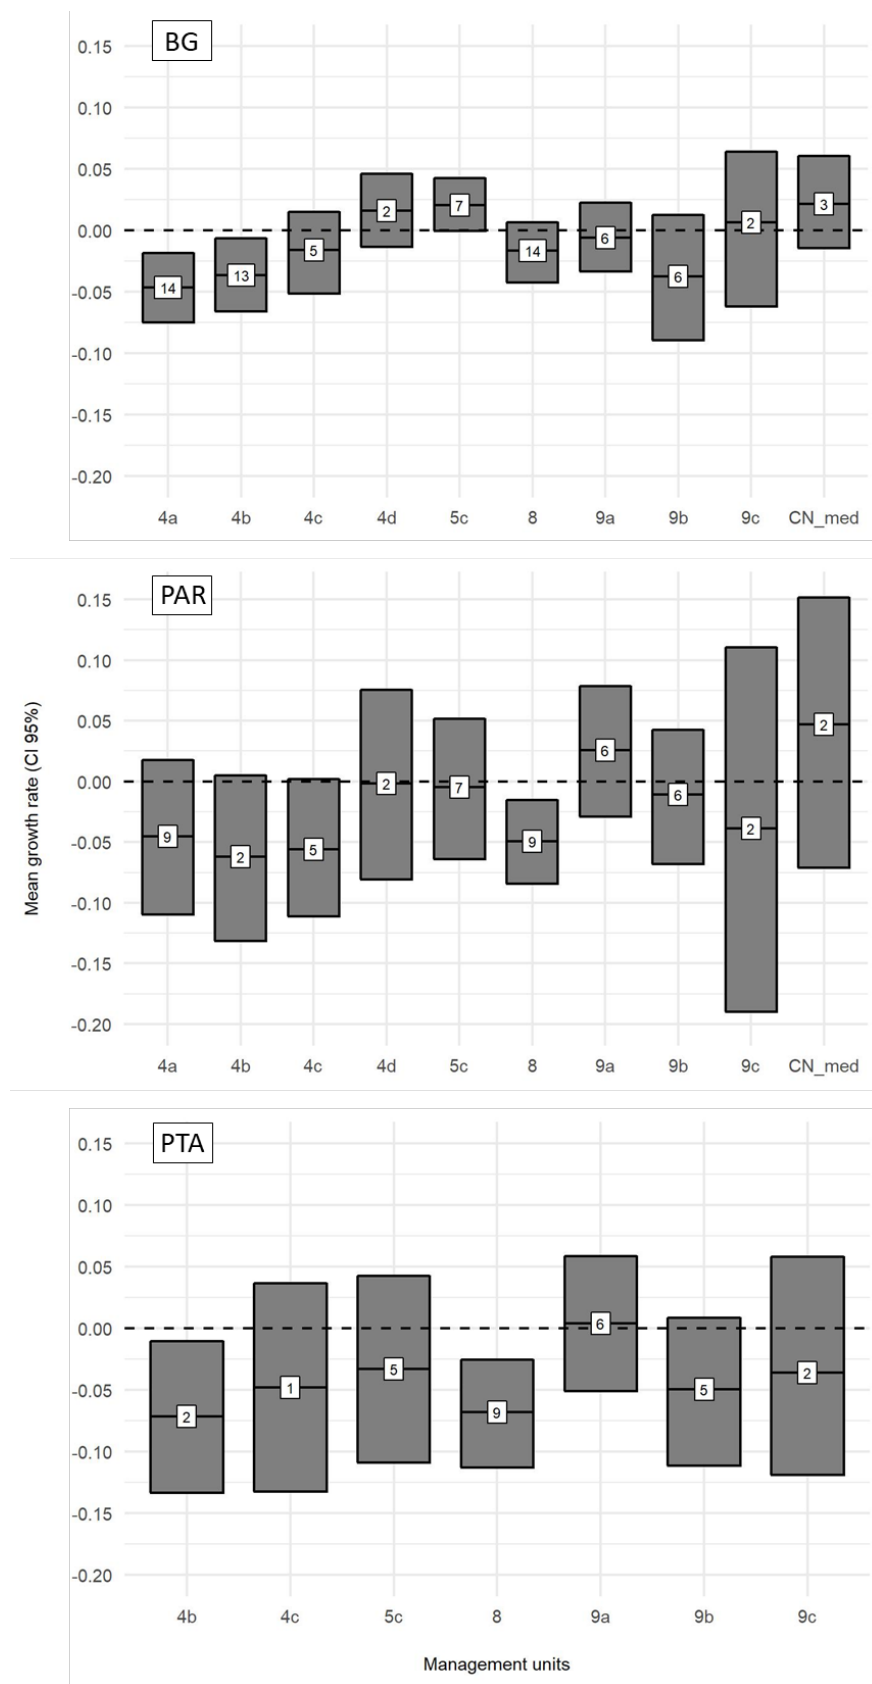 BG
0.15
0.10
0.05
0.00
-0.05
-0.10
-0.15
-0.20
14 13 5 2 7 14 6 6 2 3
4a 4b 4c 4d 5c 8 9a 9b 9c CN_med
PAR
Mean growth rate (CI 95%)
0.15
0.10
0.05
0.00
-0.05
-0.10
-0.15
-0.20
9 2 5 2 7 9 6 6 2 2
4a 4b 4c 4d 5c 8 9a 9b 9c CN_med
PTA
0.15
0.10
0.05
0.00
-0.05
-0.10
-0.15
-0.20
2 1 5 9 6 5 2
4b 4c 5c 8 9a 9b 9c
Management units